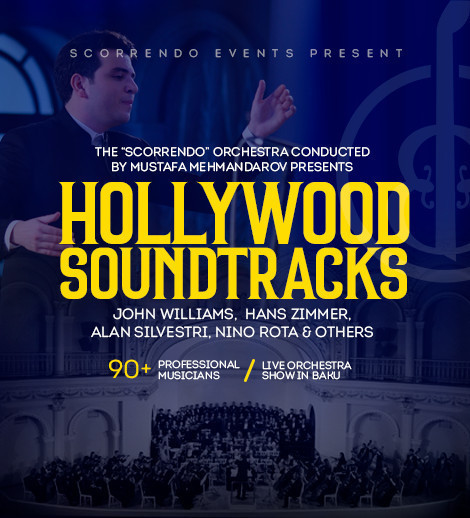 SCORRENDO EVENTS PRESENT
THE "SCORRENDO" ORCHESTRA CONDUCTED
BY MUSTAFA MEHMANDAROV PRESENTS
HOLLYWOOD
SOUNDTRACKS
JOHN WILLIAMS, HANS ZIMMER,
ALAN SILVESTRI, NINO ROTA & OTHERS
90+ PROFESSIONAL
MUSICIANS
/ LIVE ORCHESTRA
SHOW IN BAKU